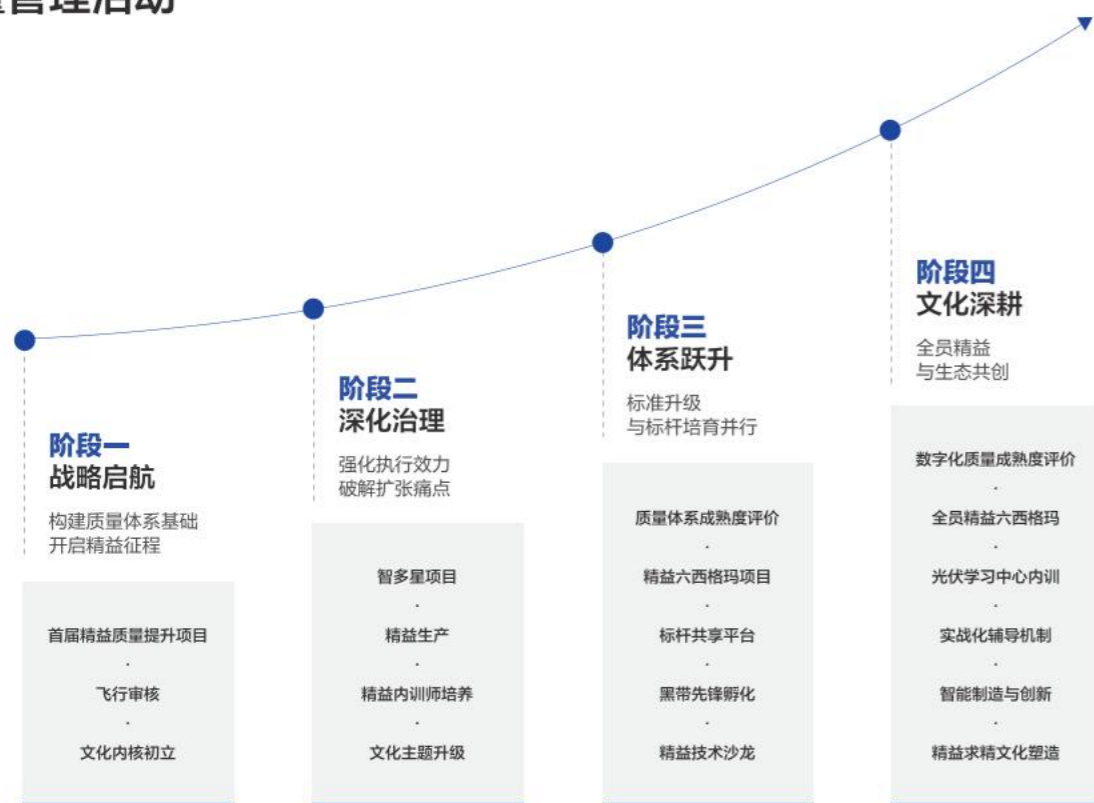 管理活动
阶段一
战略启航
构建质量体系基础
开启精益征程
首届精益质量提升项目
·
飞行审核
·
文化内核初立
阶段二
深化治理
强化执行效力
破解扩张痛点
智多星项目
·
精益生产
·
精益内训师培养
·
文化主题升级
阶段三
体系跃升
标准升级
与标杆培育并行
质量体系成熟度评价
·
精益六西格玛项目
·
标杆共享平台
·
黑带先锋孵化
·
精益技术沙龙
阶段四
文化深耕
全员精益
与生态共创
数字化质量成熟度评价
·
全员精益六西格玛
·
光伏学习中心内训
·
实战化辅导机制
·
智能制造与创新
·
精益求精文化塑造